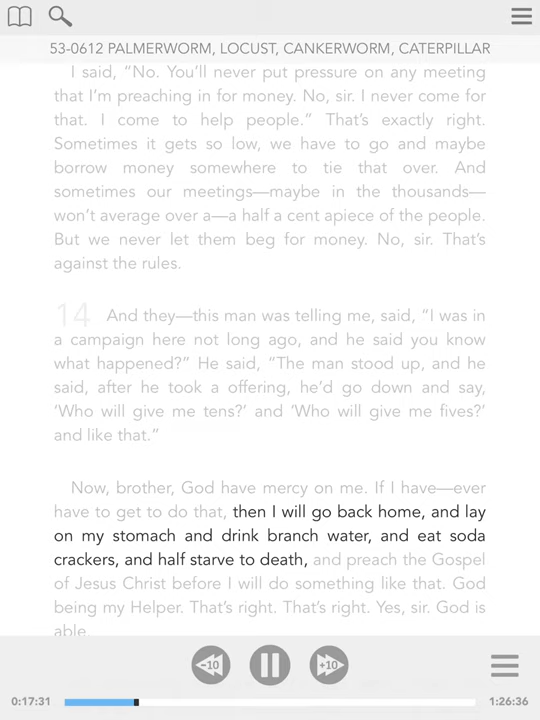 53-0612 PALMERWORM, LOCUST, CANKERWORM, CATERPILLAR
I said, “No. You’ll never put pressure on any meeting
that I’m preaching in for money. No, sir. I never come for
that. I come to help people.” That’s exactly right.
Sometimes it gets so low, we have to go and maybe
borrow money somewhere to tie that over. And
sometimes our meetings—maybe in the thousands—
won’t average over a—a half a cent apiece of the people.
But we never let them beg for money. No, sir. That’s
against the rules.
14 And they—this man was telling me, said, “I was in
a campaign here not long ago, and he said you know
what happened?” He said, “The man stood up, and he
said, after he took a offering, he’d go down and say,
‘Who will give me tens?’ and ‘Who will give me fives?’
and like that.”
Now, brother, God have mercy on me. If I have—ever
have to get to do that, then I will go back home, and lay
on my stomach and drink branch water, and eat soda
crackers, and half starve to death, and preach the Gospel
of Jesus Christ before I will do something like that. God
being my Helper. That’s right. That’s right. Yes, sir. God is
able.
-10
+10
0:17:31
1:26:36